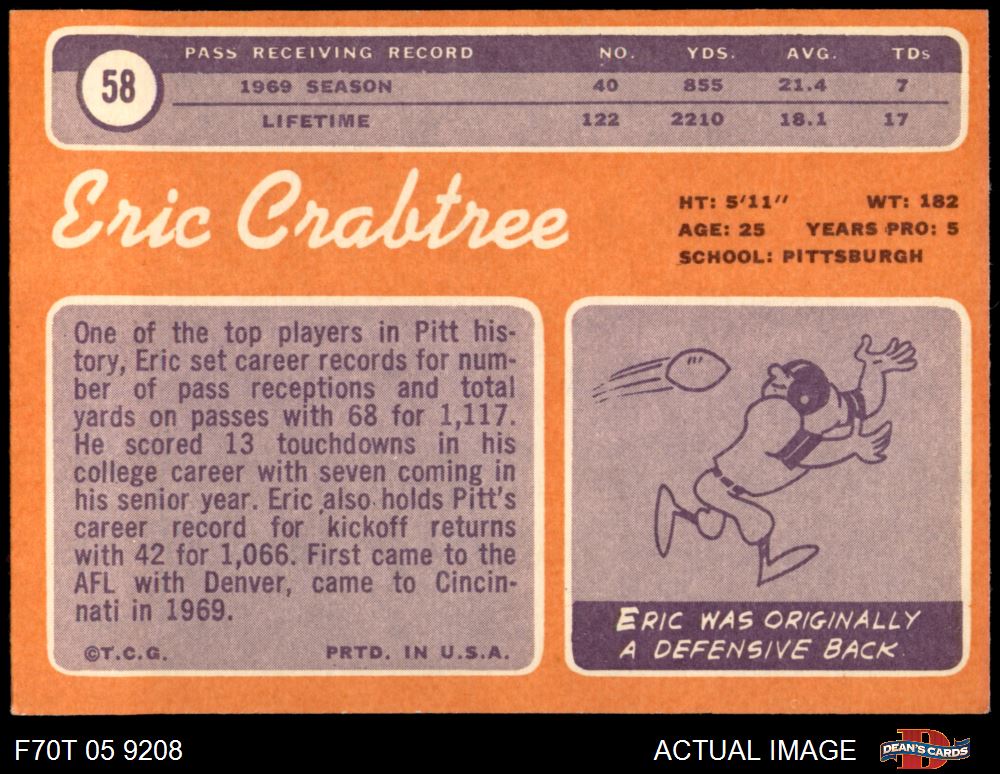 58
PASS RECEIVING RECORD NO. YDS. AVG. TDs
1969 SEASON 40 855 21.4 7
LIFETIME 122 2210 18.1 17
Eric Crabtree
HT: 5'11" WT: 182
AGE: 25 YEARS PRO: 5
SCHOOL: PITTSBURGH
One of the top players in Pitt his-
tory, Eric set career records for num-
ber of pass receptions and total
yards on passes with 68 for 1,117.
He scored 13 touchdowns in his
college career with seven coming in
his senior year. Eric also holds Pitt's
career record for kickoff returns
with 42 for 1,066. First came to the
AFL with Denver, came to Cincin-
nati in 1969.
©T.C.G. PRTD. IN U.S.A.
ERIC WAS ORIGINALLY
A DEFENSIVE BACK.
F70T 05 9208 ACTUAL IMAGE
D
DEAN'S CARDS